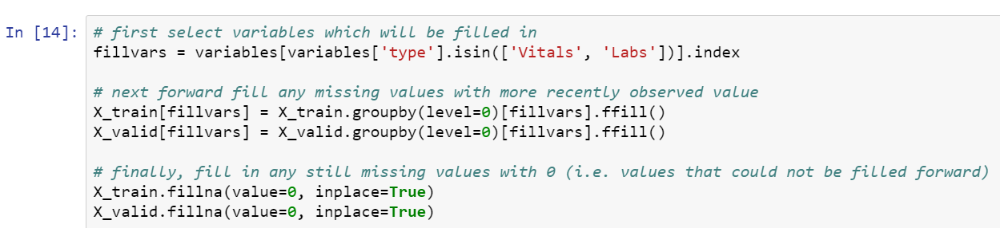 In [14]: # first select variables which will be filled in
fillvars = variables[variables['type'].isin(['Vitals', 'Labs'])].index
# next forward fill any missing values with more recently observed value
X_train[fillvars] = X_train.groupby(level=0)[fillvars].ffill()
X_valid[fillvars] = X_valid.groupby(level=0)[fillvars].ffill()
# finally, fill in any still missing values with 0 (i.e. values that could not be filled forward)
X_train.fillna(value=0, inplace=True)
X_valid.fillna(value=0, inplace=True)